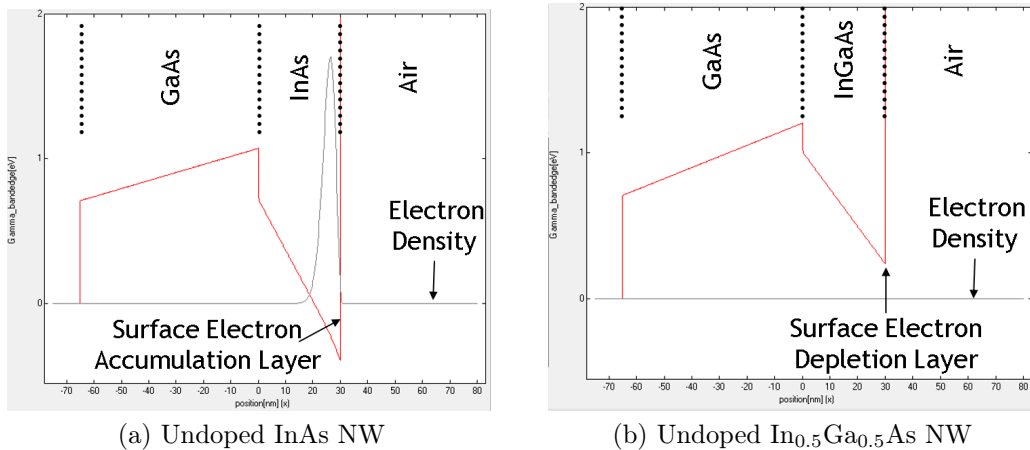 2
1
0
Gamma_bandedge[eV]
GaAs
InAs
Air
Electron
Density
Surface Electron
Accumulation Layer
-70 -60 -50 -40 -30 -20 -10 0 10 20 30 40 50 60 70 80
position[nm] (x)
(a) Undoped InAs NW
2
1
0
Gamma_bandedge[eV]
GaAs
InGaAs
Air
Electron
Density
Surface Electron
Depletion Layer
-70 -60 -50 -40 -30 -20 -10 0 10 20 30 40 50 60 70 80
position[nm] (x)
(b) Undoped In0.5Ga0.5As NW